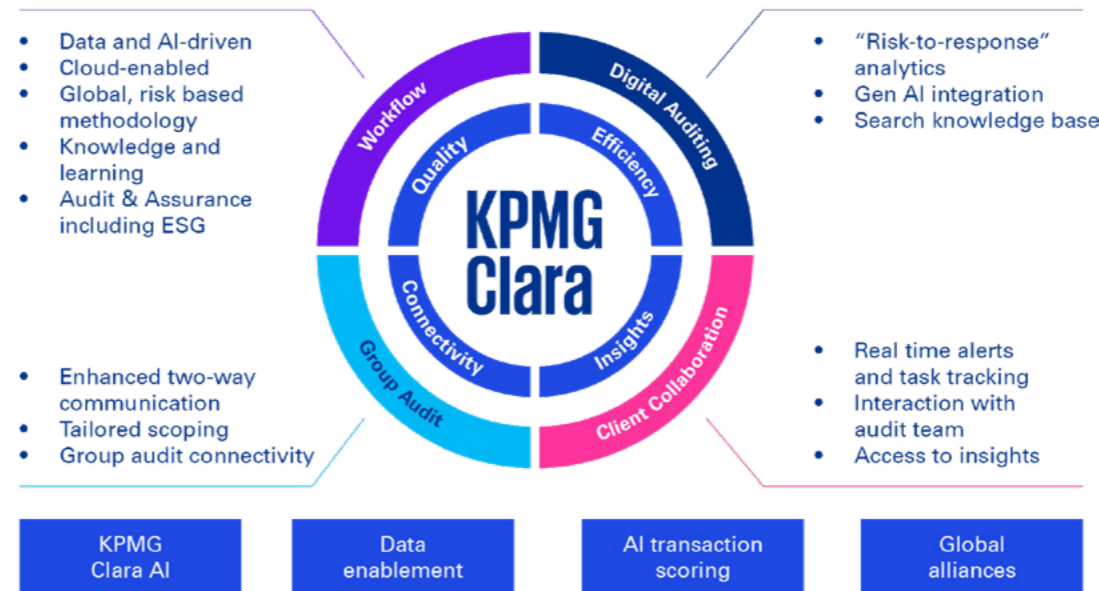 • Data and AI-driven
• Cloud-enabled
• Global, risk based
methodology
• Knowledge and
learning
• Audit & Assurance
including ESG
Workflow
Digital Auditing
• “Risk-to-response”
analytics
• Gen AI integration
• Search knowledge base
Quality
Efficiency
KPMG
Clara
Connectivity
Insights
Group Audit
Client Collaboration
• Enhanced two-way
communication
• Tailored scoping
• Group audit connectivity
• Real time alerts
and task tracking
• Interaction with
audit team
• Access to insights
KPMG
Clara AI
Data
enablement
AI transaction
scoring
Global
alliances